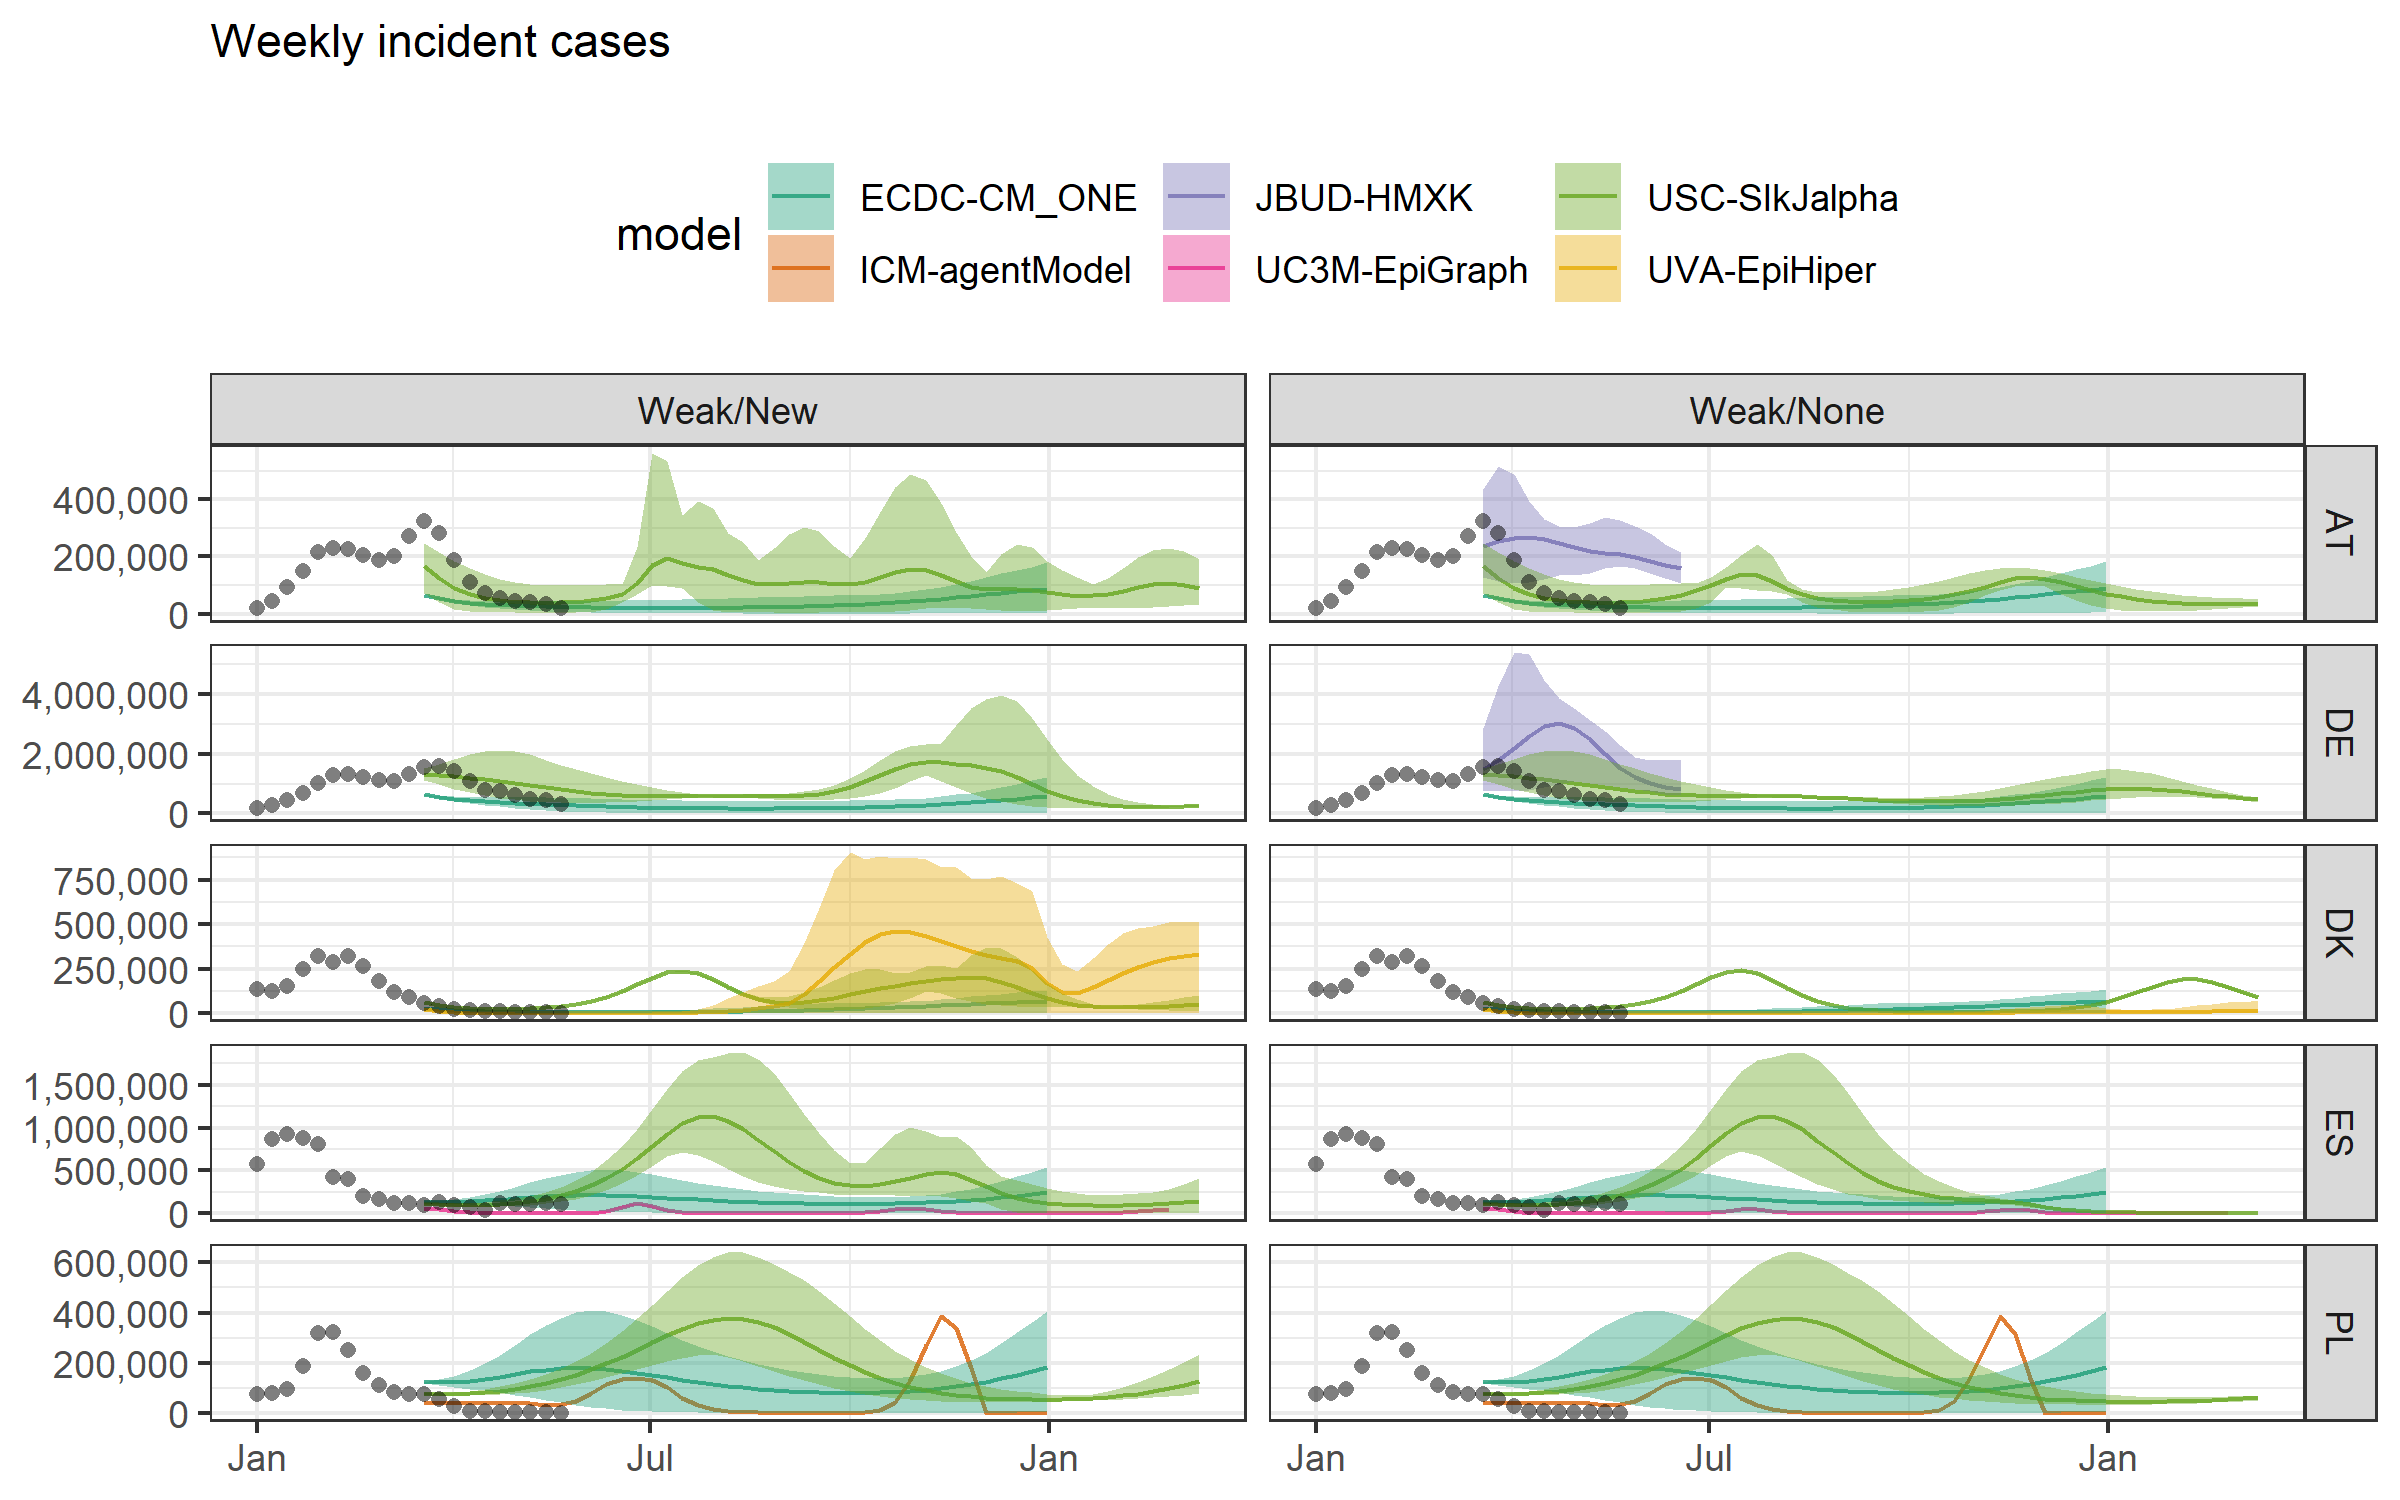 Weekly incident cases
model
ECDC-CM_ONE
JBUD-HMXK
USC-SIkJalpha
ICM-agentModel
UC3M-EpiGraph
UVA-EpiHiper
Weak/New
Weak/None
400,000
200,000
0
AT
4,000,000
2,000,000
0
DE
750,000
500,000
250,000
0
DK
1,500,000
1,000,000
500,000
0
ES
600,000
400,000
200,000
0
PL
Jan Jul Jan
Jan Jul Jan